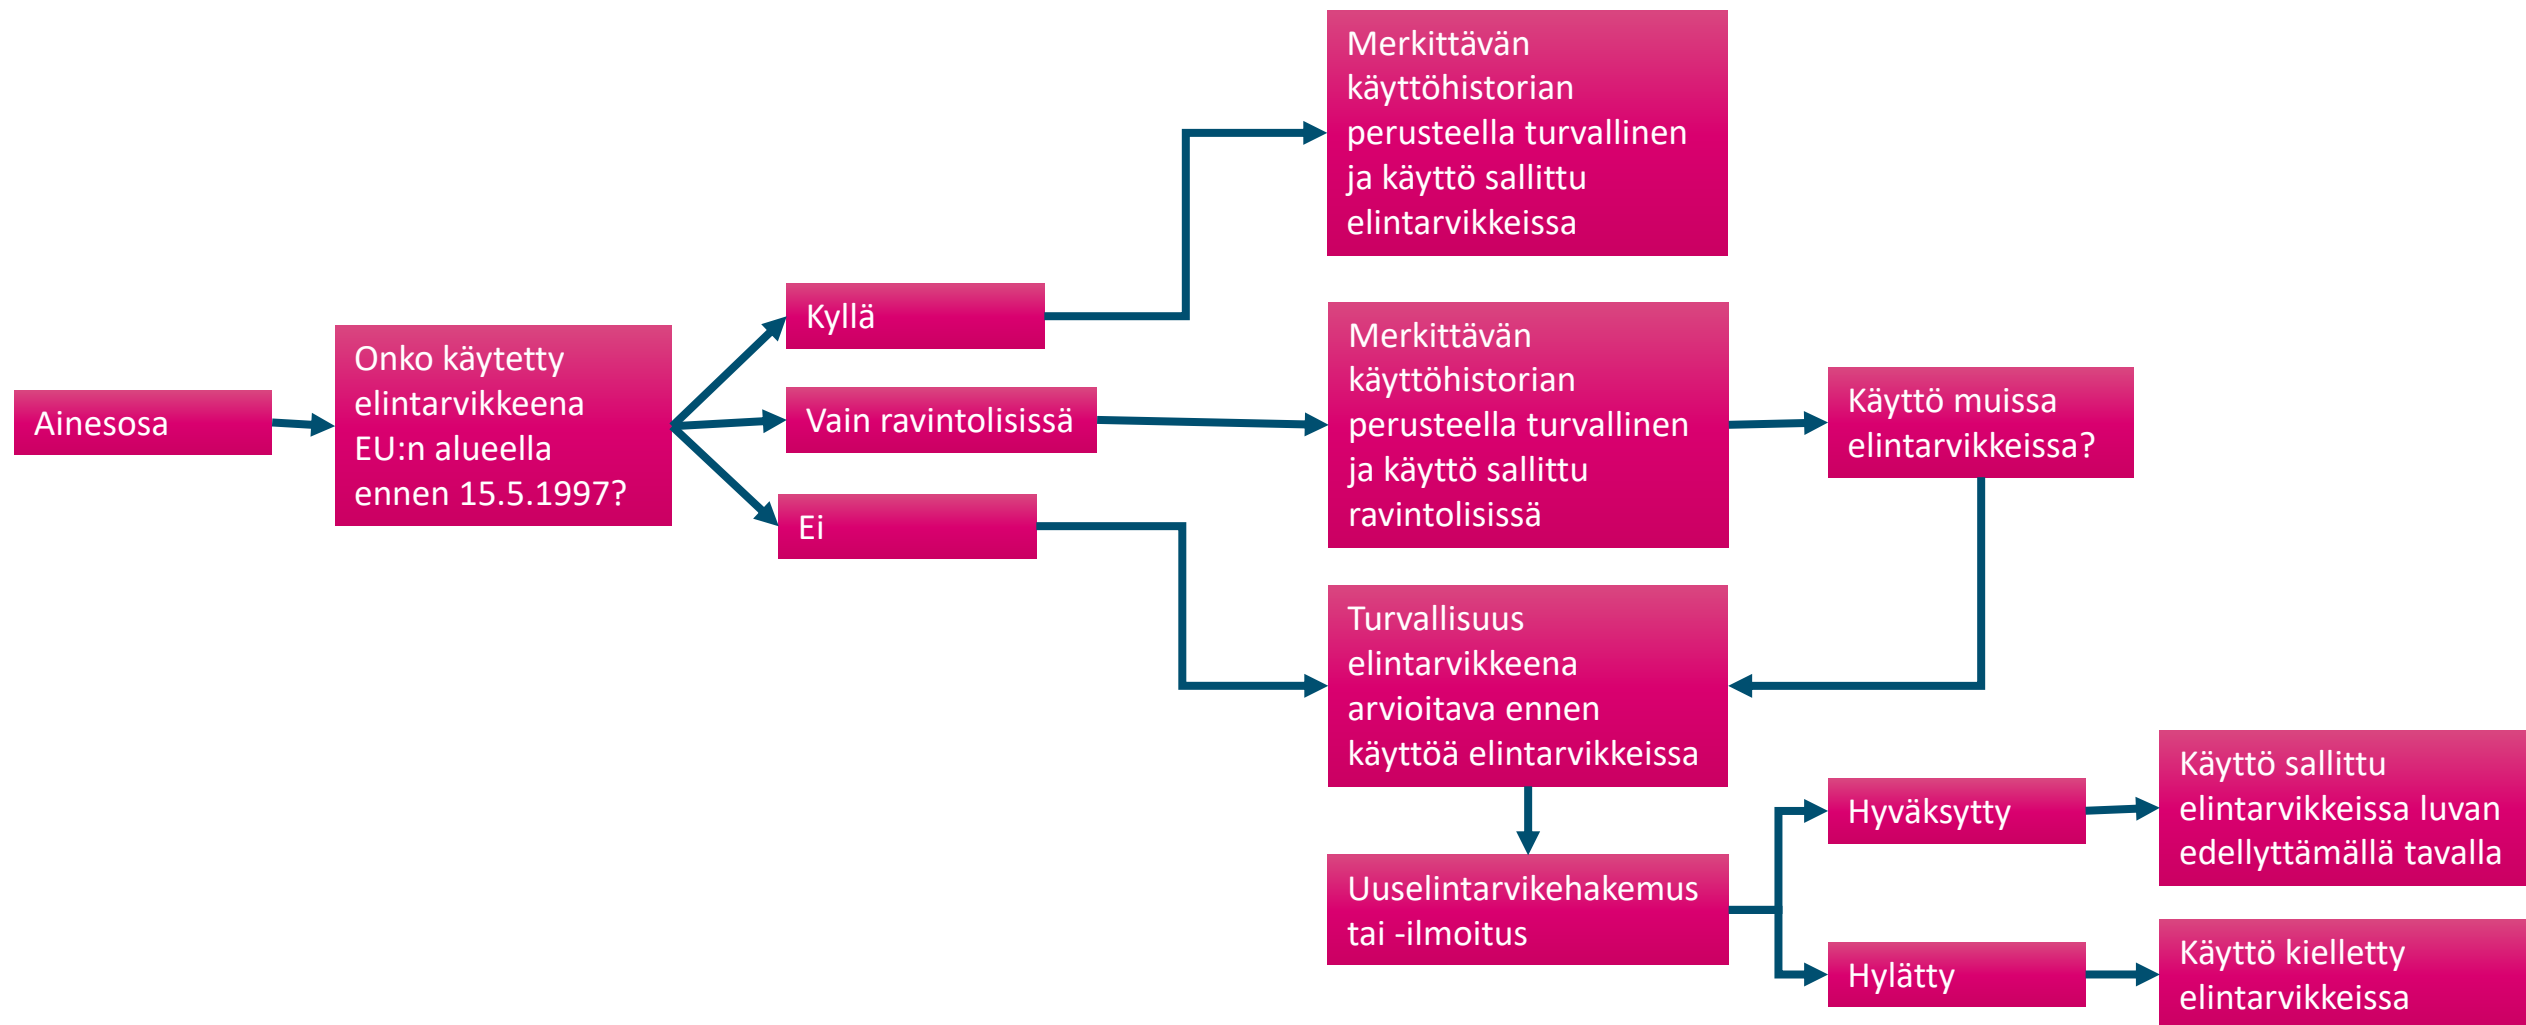 Ainesosa
Onko käytetty
elintarvikkeena
EU:n alueella
ennen 15.5.1997?
Kyllä
Vain ravintolisissä
Ei
Merkittävän
käyttöhistorian
perusteella turvallinen
ja käyttö sallittu
elintarvikkeissa
Merkittävän
käyttöhistorian
perusteella turvallinen
ja käyttö sallittu
ravintolisissä
Käyttö muissa
elintarvikkeissa?
Turvallisuus
elintarvikkeena
arvioitava ennen
käyttöä elintarvikkeissa
Uuselintarvikehakemus
tai -ilmoitus
Hyväksytty
Käyttö sallittu
elintarvikkeissa luvan
edellyttämällä tavalla
Hylätty
Käyttö kielletty
elintarvikkeissa